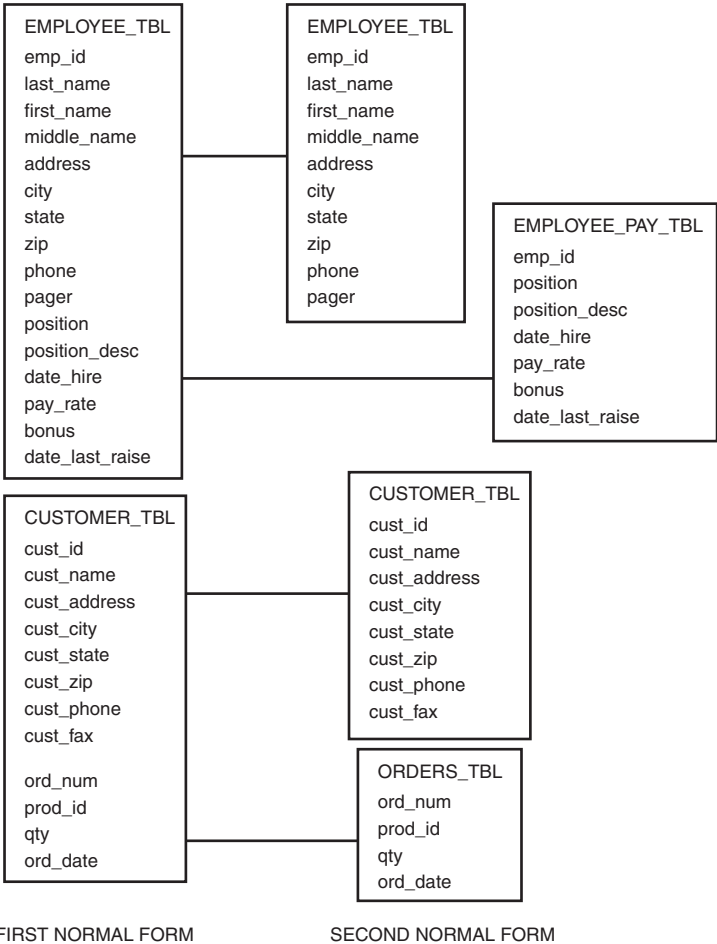 EMPLOYEE_TBL
emp_id
last_name
first_name
middle_name
address
city
state
zip
phone
pager
position
position_desc
date_hire
pay_rate
bonus
date_last_raise
EMPLOYEE_TBL
emp_id
last_name
first_name
middle_name
address
city
state
zip
phone
pager
EMPLOYEE_PAY_TBL
emp_id
position
position_desc
date_hire
pay_rate
bonus
date_last_raise
CUSTOMER_TBL
cust_id
cust_name
cust_address
cust_city
cust_state
cust_zip
cust_phone
cust_fax
ord_num
prod_id
qty
ord_date
CUSTOMER_TBL
cust_id
cust_name
cust_address
cust_city
cust_state
cust_zip
cust_phone
cust_fax
ORDERS_TBL
ord_num
prod_id
qty
ord_date
FIRST NORMAL FORM
SECOND NORMAL FORM